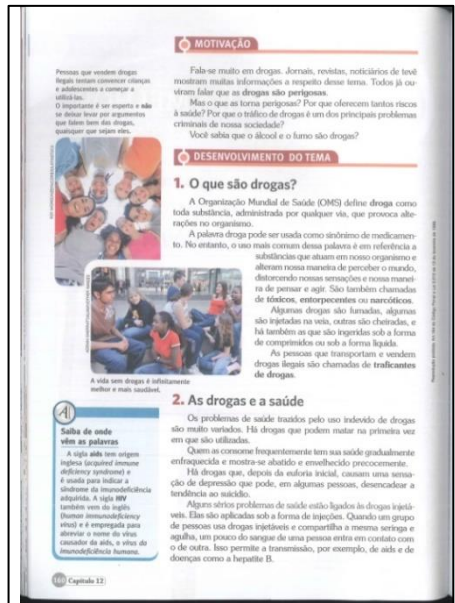 MOTIVAÇÃO
Pessoas que vendem drogas
ilegais tentam convencer crianças
e adolescentes a começar a
utilizá-las.
O importante é ser esperto e não
se deixar levar por argumentos
que falem bem das drogas,
quaisquer que sejam eles.
Fala-se muito em drogas. Jornais, revistas, noticiários de tevê
mostram muitas informações a respeito desse tema. Todos já ou-
viram falar que as drogas são perigosas.
Mas o que as torna perigosas? Por que oferecem tantos riscos
à saúde? Por que o tráfico de drogas é um dos principais problemas
criminais de nossa sociedade?
Você sabia que o álcool e o fumo são drogas?
DESENVOLVIMENTO DO TEMA
1. O que são drogas?
A Organização Mundial de Saúde (OMS) define droga como
toda substância, administrada por qualquer via, que provoca alte-
rações no organismo.
A palavra droga pode ser usada como sinônimo de medicamen-
to. No entanto, o uso mais comum dessa palavra é em referência a
substâncias que atuam em nosso organismo e
alteram nossa maneira de perceber o mundo,
distorcendo nossas sensações e nossa manei-
ra de pensar e agir. São também chamadas
de tóxicos, entorpecentes ou narcóticos.
Algumas drogas são fumadas, algumas
são injetadas na veia, outras são cheiradas, e
há também as que são ingeridas sob a forma
de comprimidos ou sob a forma líquida.
As pessoas que transportam e vendem
drogas ilegais são chamadas de traficantes
de drogas.
A vida sem drogas é infinitamente
melhor e mais saudável.
2. As drogas e a saúde
Os problemas de saúde trazidos pelo uso indevido de drogas
são muito variados. Há drogas que podem matar na primeira vez
em que são utilizadas.
Quem as consome frequentemente tem sua saúde gradualmente
enfraquecida e mostra-se abatido e envelhecido precocemente.
Há drogas que, depois da euforia inicial, causam uma sensa-
ção de depressão que pode, em algumas pessoas, desencadear a
tendência ao suicídio.
Alguns sérios problemas de saúde estão ligados às drogas injetá-
veis. Elas são aplicadas sob a forma de injeções. Quando um grupo
de pessoas usa drogas injetáveis e compartilha a mesma seringa e
agulha, um pouco do sangue de uma pessoa entra em contato com
o de outra. Isso permite a transmissão, por exemplo, de aids e de
doenças como a hepatite B.
Saiba de onde
vêm as palavras
A sigla aids tem origem
inglesa (acquired immune
deficiency syndrome) e
é usada para indicar a
síndrome da imunodeficiência
adquirida. A sigla HIV
também vem do inglês
(human immunodeficiency
virus) e é empregada para
abreviar o nome do vírus
causador da aids, o vírus da
imunodeficiência humana.
Capítulo 12